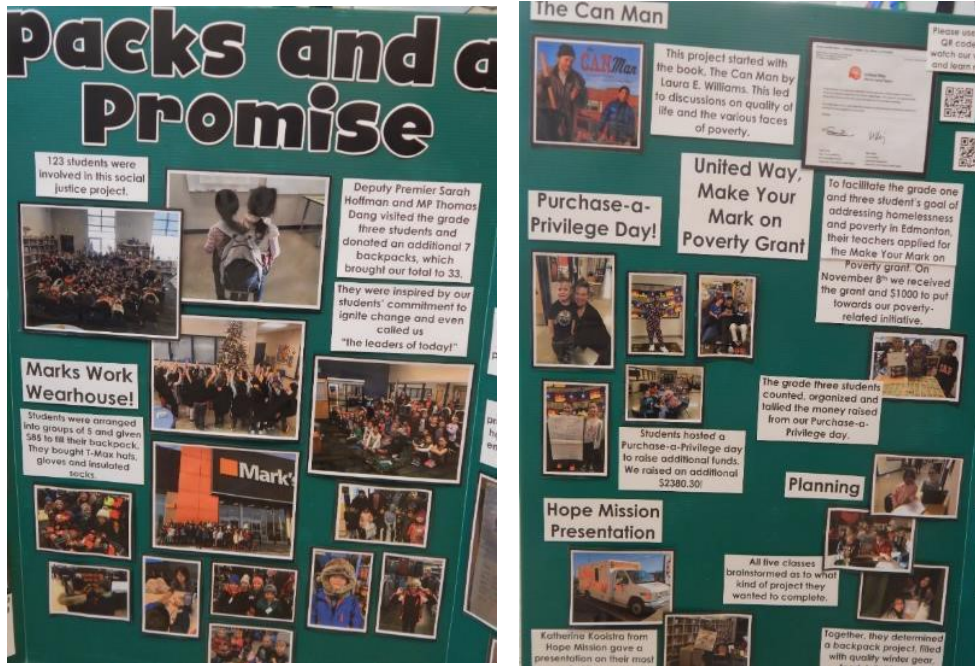 packs and a
promise
123 students were
involved in this social
justice project.
Deputy Premier Sarah
Hoffman and MP Thomas
Dang visited the grade
three students and
donated an additional 7
backpacks, which
brought our total to 33.
They were inspired by our
students' commitment to
ignite change and even
called us
"the leaders of today!"
Marks Work
Wearhouse!
Students were arranged
into groups of 5 and given
$85 to fill their backpack.
They bought T-Max hats,
gloves and insulated
socks
Mark's
The Can Man
CAN Man
This project started with
the book, The Can Man by
Laura E. Williams. This led
to discussions on quality of
life and the various faces
of poverty.
United Way
Please use
QR code
watch our
and learn
United Way,
Make Your
Mark on
Poverty Grant
To facilitate the grade one
and three student's goal of
addressing homelessness
and poverty in Edmonton,
their teachers applied for
the Make Your Mark on
Poverty grant. On
November 8th we received
the grant and $1000 to put
towards our poverty-
related initiative.
Purchase-a-
Privilege Day!
The grade three students
counted, organized and
tallied the money raised
from our Purchase-a-
Privilege day.
Students hosted a
Purchase-a-Privilege day
to raise additional funds.
We raised an additional
$2380.30!
Planning
Hope Mission
Presentation
All five classes
brainstormed as to what
kind of project they
wanted to complete.
Katherine Kooistra from
Hope Mission gave a
presentation on their most
Together, they determined
a backpack project, filled
with quality winter gear,